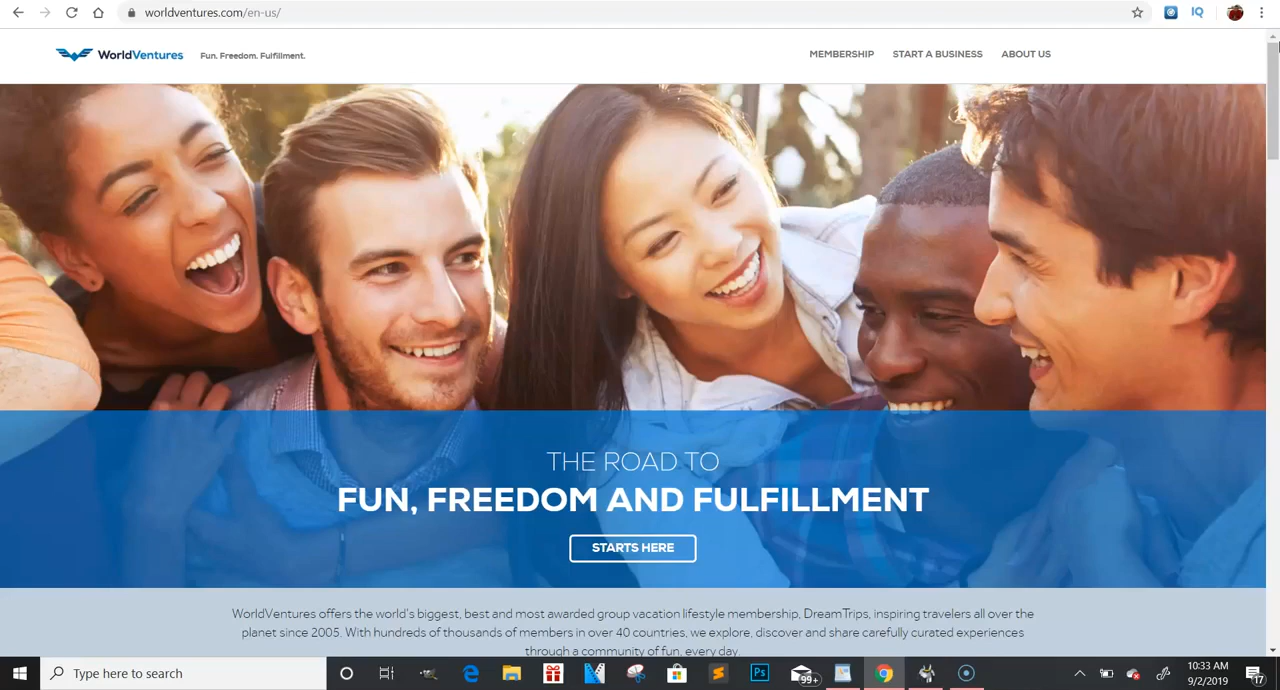 worldventures.com/en-us/
IQ
WorldVentures
Fun. Freedom. Fulfillment.
MEMBERSHIP
START A BUSINESS
ABOUT US
THE ROAD TO
FUN, FREEDOM AND FULFILLMENT
STARTS HERE
WorldVentures offers the world's biggest, best and most awarded group vacation lifestyle membership, DreamTrips, inspiring travelers all over the
planet since 2005. With hundreds of thousands of members in over 40 countries, we explore, discover and share carefully curated experiences
through a community of fun, every day.
Type here to search
Ps
99+
10:33 AM
9/2/2019
17